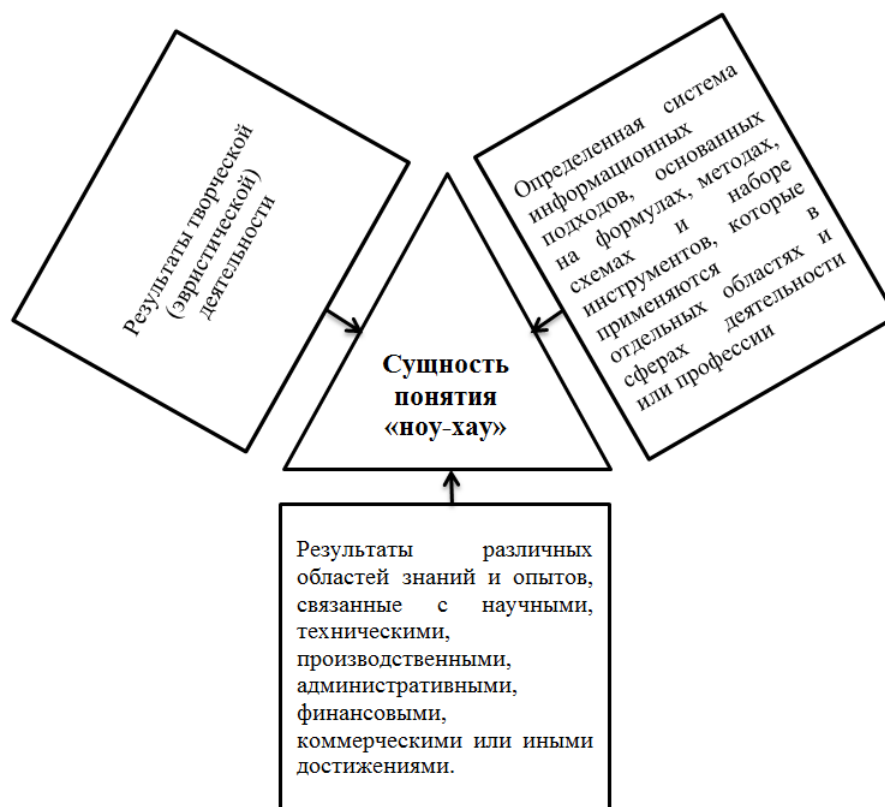 Результаты творческой
(эвристической)
деятельности
Определенная система
информационных
подходов, основанных
на формулах, методах,
схемах и наборе
инструментов, которые
применяются в
отдельных областях и
сферах деятельности
или профессии
Сущность
понятия
«ноу-хау»
Результаты различных
областей знаний и опытов,
связанные с научными,
техническими,
производственными,
административными,
финансовыми,
коммерческими или иными
достижениями.